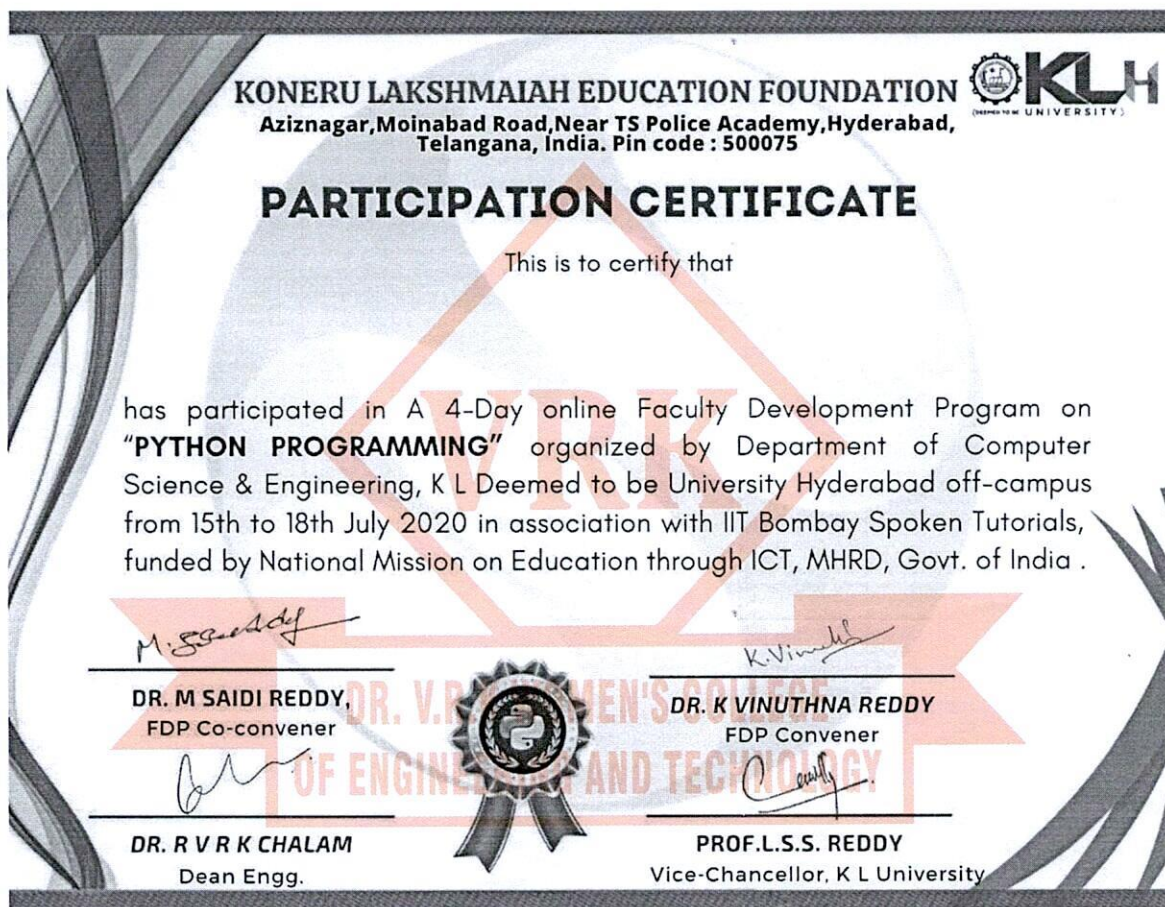 KONERU LAKSHMAIAH EDUCATION FOUNDATION
KLH
(DEEMED TO BE UNIVERSITY)
Aziznagar,Moinabad Road,Near TS Police Academy,Hyderabad,
Telangana, India. Pin code : 500075
PARTICIPATION CERTIFICATE
This is to certify that
VRK
has participated in A 4-Day online Faculty Development Program on
"PYTHON PROGRAMMING" organized by Department of Computer
Science & Engineering, K L Deemed to be University Hyderabad off-campus
from 15th to 18th July 2020 in association with IIT Bombay Spoken Tutorials,
funded by National Mission on Education through ICT, MHRD, Govt. of India .
DR. M SAIDI REDDY,
FDP Co-convener
DR. K VINUTHNA REDDY
FDP Convener
DR. V.R. WOMEN'S COLLEGE
OF ENGINEERING AND TECHNOLOGY
DR. R V R K CHALAM
Dean Engg.
PROF.L.S.S. REDDY
Vice-Chancellor, K L University